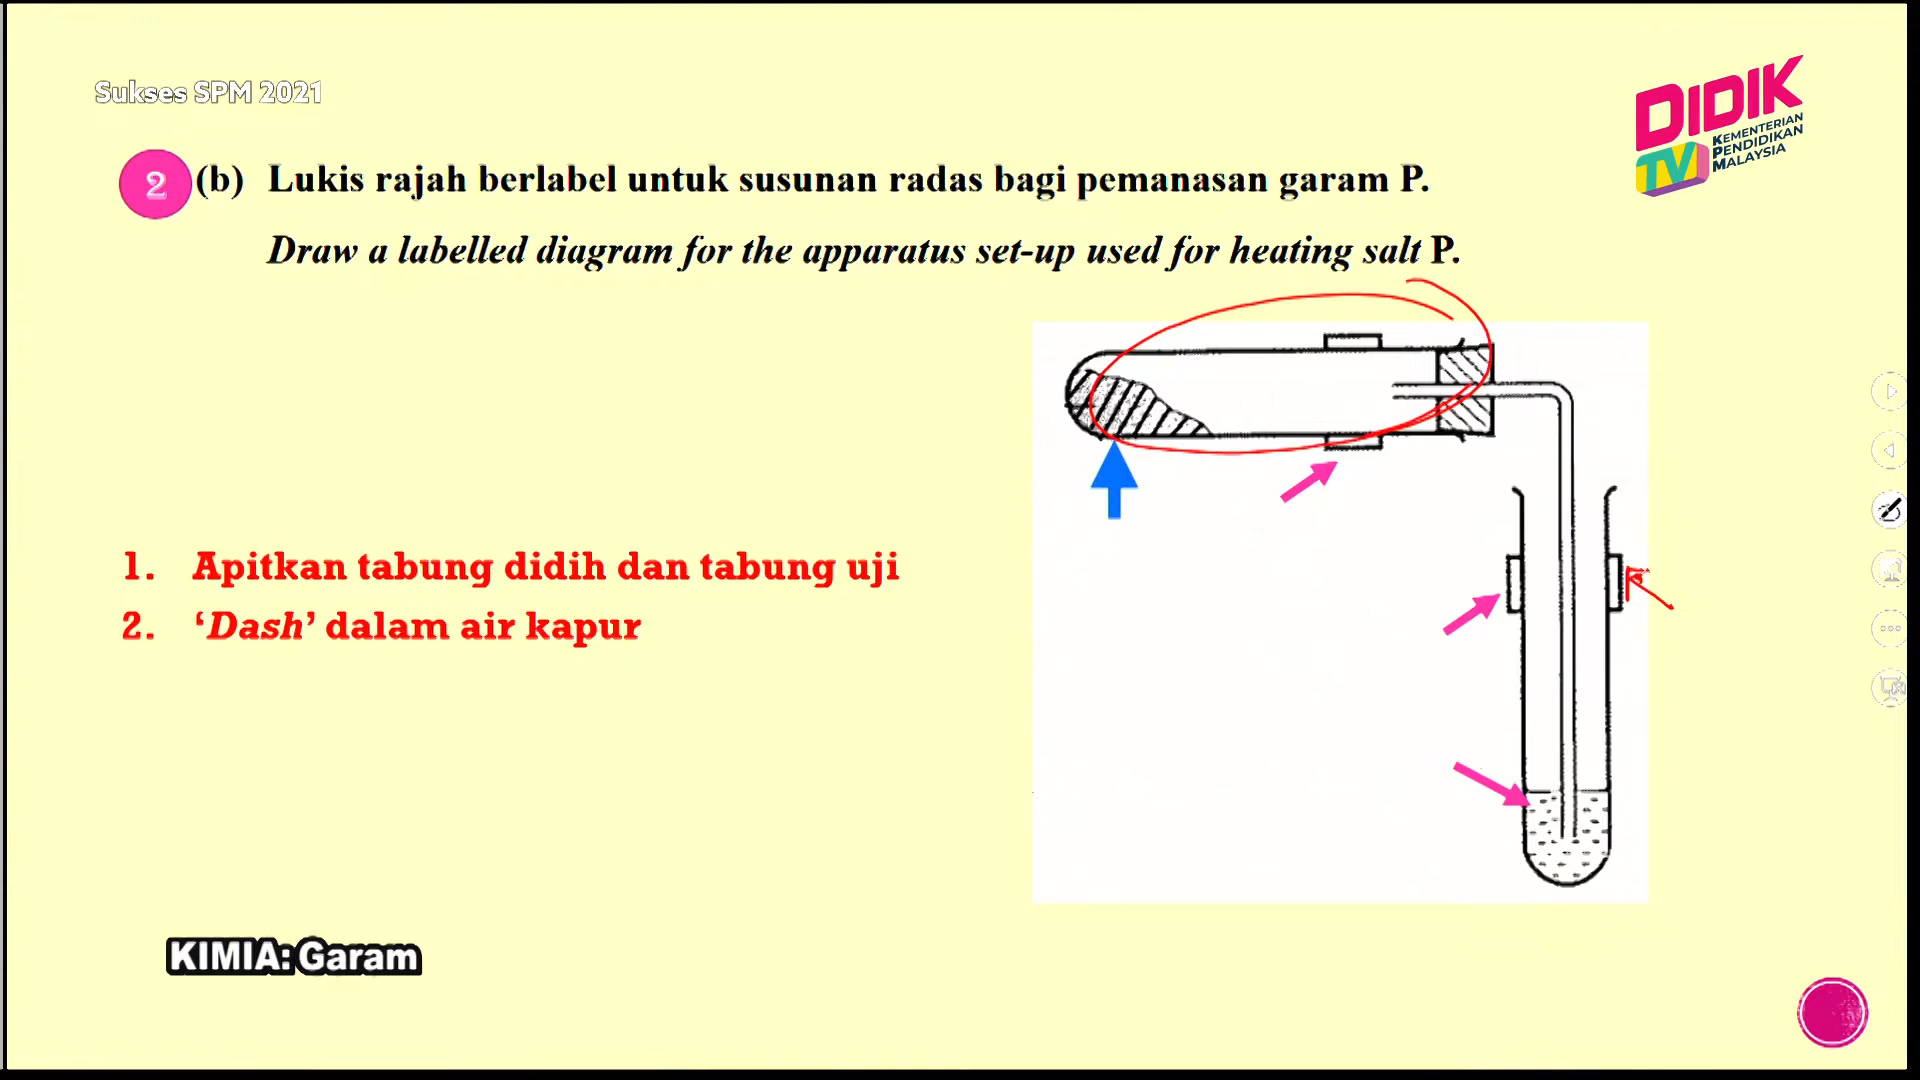 Sukses SPM 2021
DIDIK
TV
KEMENTERIAN
PENDIDIKAN
MALAYSIA
2 (b) Lukis rajah berlabel untuk susunan radas bagi pemanasan garam P.
Draw a labelled diagram for the apparatus set-up used for heating salt P.
1. Apitkan tabung didih dan tabung uji
2. ‘Dash’ dalam air kapur
KIMIA: Garam